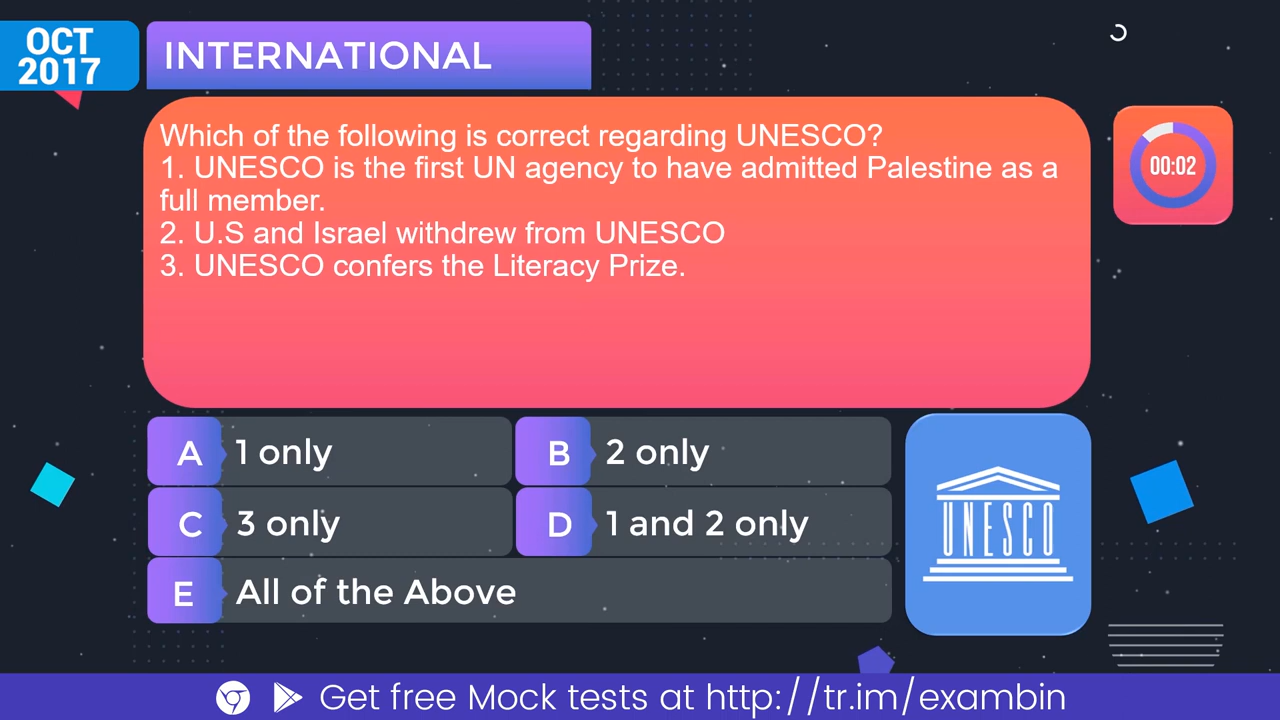 OCT
2017
INTERNATIONAL
Which of the following is correct regarding UNESCO?
1. UNESCO is the first UN agency to have admitted Palestine as a
full member.
2. U.S and Israel withdrew from UNESCO
3. UNESCO confers the Literacy Prize.
00:02
A 1 only
B 2 only
C 3 only
D 1 and 2 only
E All of the Above
UNESCO
Get free Mock tests at http://tr.im/exambin